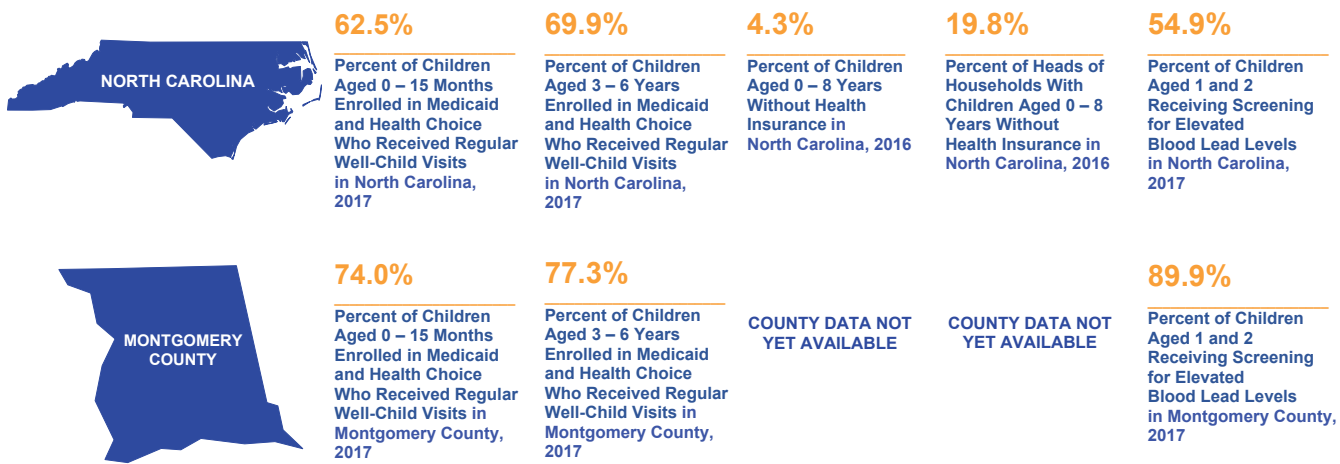 NORTH CAROLINA
62.5%
Percent of Children
Aged 0 – 15 Months
Enrolled in Medicaid
and Health Choice
Who Received Regular
Well-Child Visits
in North Carolina,
2017
69.9%
Percent of Children
Aged 3 – 6 Years
Enrolled in Medicaid
and Health Choice
Who Received Regular
Well-Child Visits
in North Carolina,
2017
4.3%
Percent of Children
Aged 0 – 8 Years
Without Health
Insurance in
North Carolina, 2016
19.8%
Percent of Heads of
Households With
Children Aged 0 – 8
Years Without
Health Insurance in
North Carolina, 2016
54.9%
Percent of Children
Aged 1 and 2
Receiving Screening
for Elevated
Blood Lead Levels
in North Carolina,
2017
MONTGOMERY
COUNTY
74.0%
Percent of Children
Aged 0 – 15 Months
Enrolled in Medicaid
and Health Choice
Who Received Regular
Well-Child Visits in
Montgomery County,
2017
77.3%
Percent of Children
Aged 3 – 6 Years
Enrolled in Medicaid
and Health Choice
Who Received Regular
Well-Child Visits in
Montgomery County,
2017
COUNTY DATA NOT
YET AVAILABLE
COUNTY DATA NOT
YET AVAILABLE
89.9%
Percent of Children
Aged 1 and 2
Receiving Screening
for Elevated
Blood Lead Levels
in Montgomery County,
2017